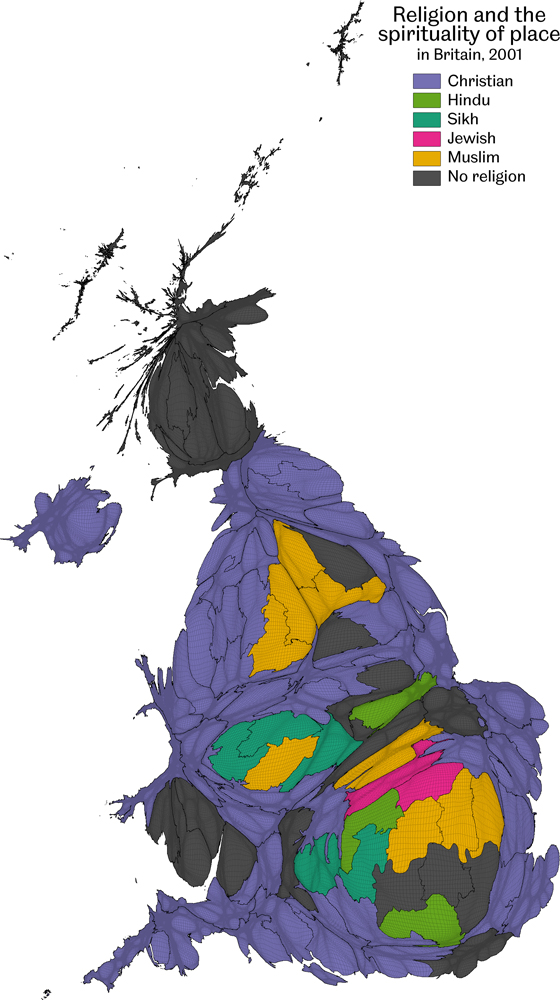 Religion and the
spirituality of place
in Britain, 2001
Christian
Hindu
Sikh
Jewish
Muslim
No religion